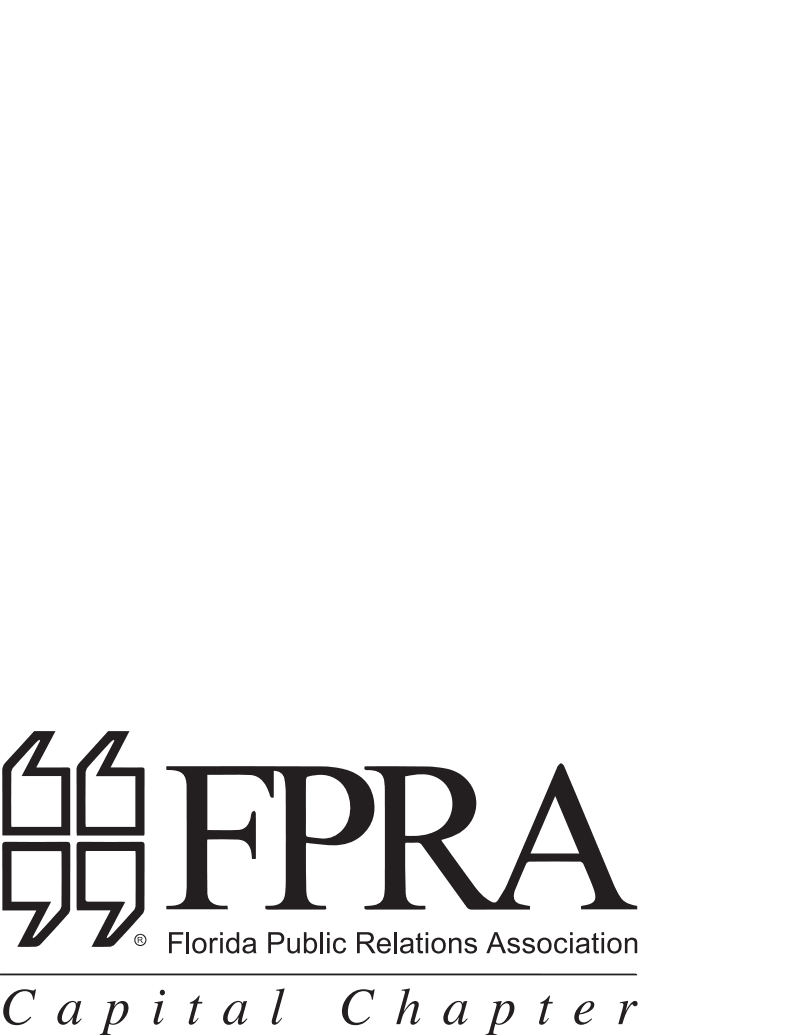 FPRA
® Florida Public Relations Association
Capital Chapter